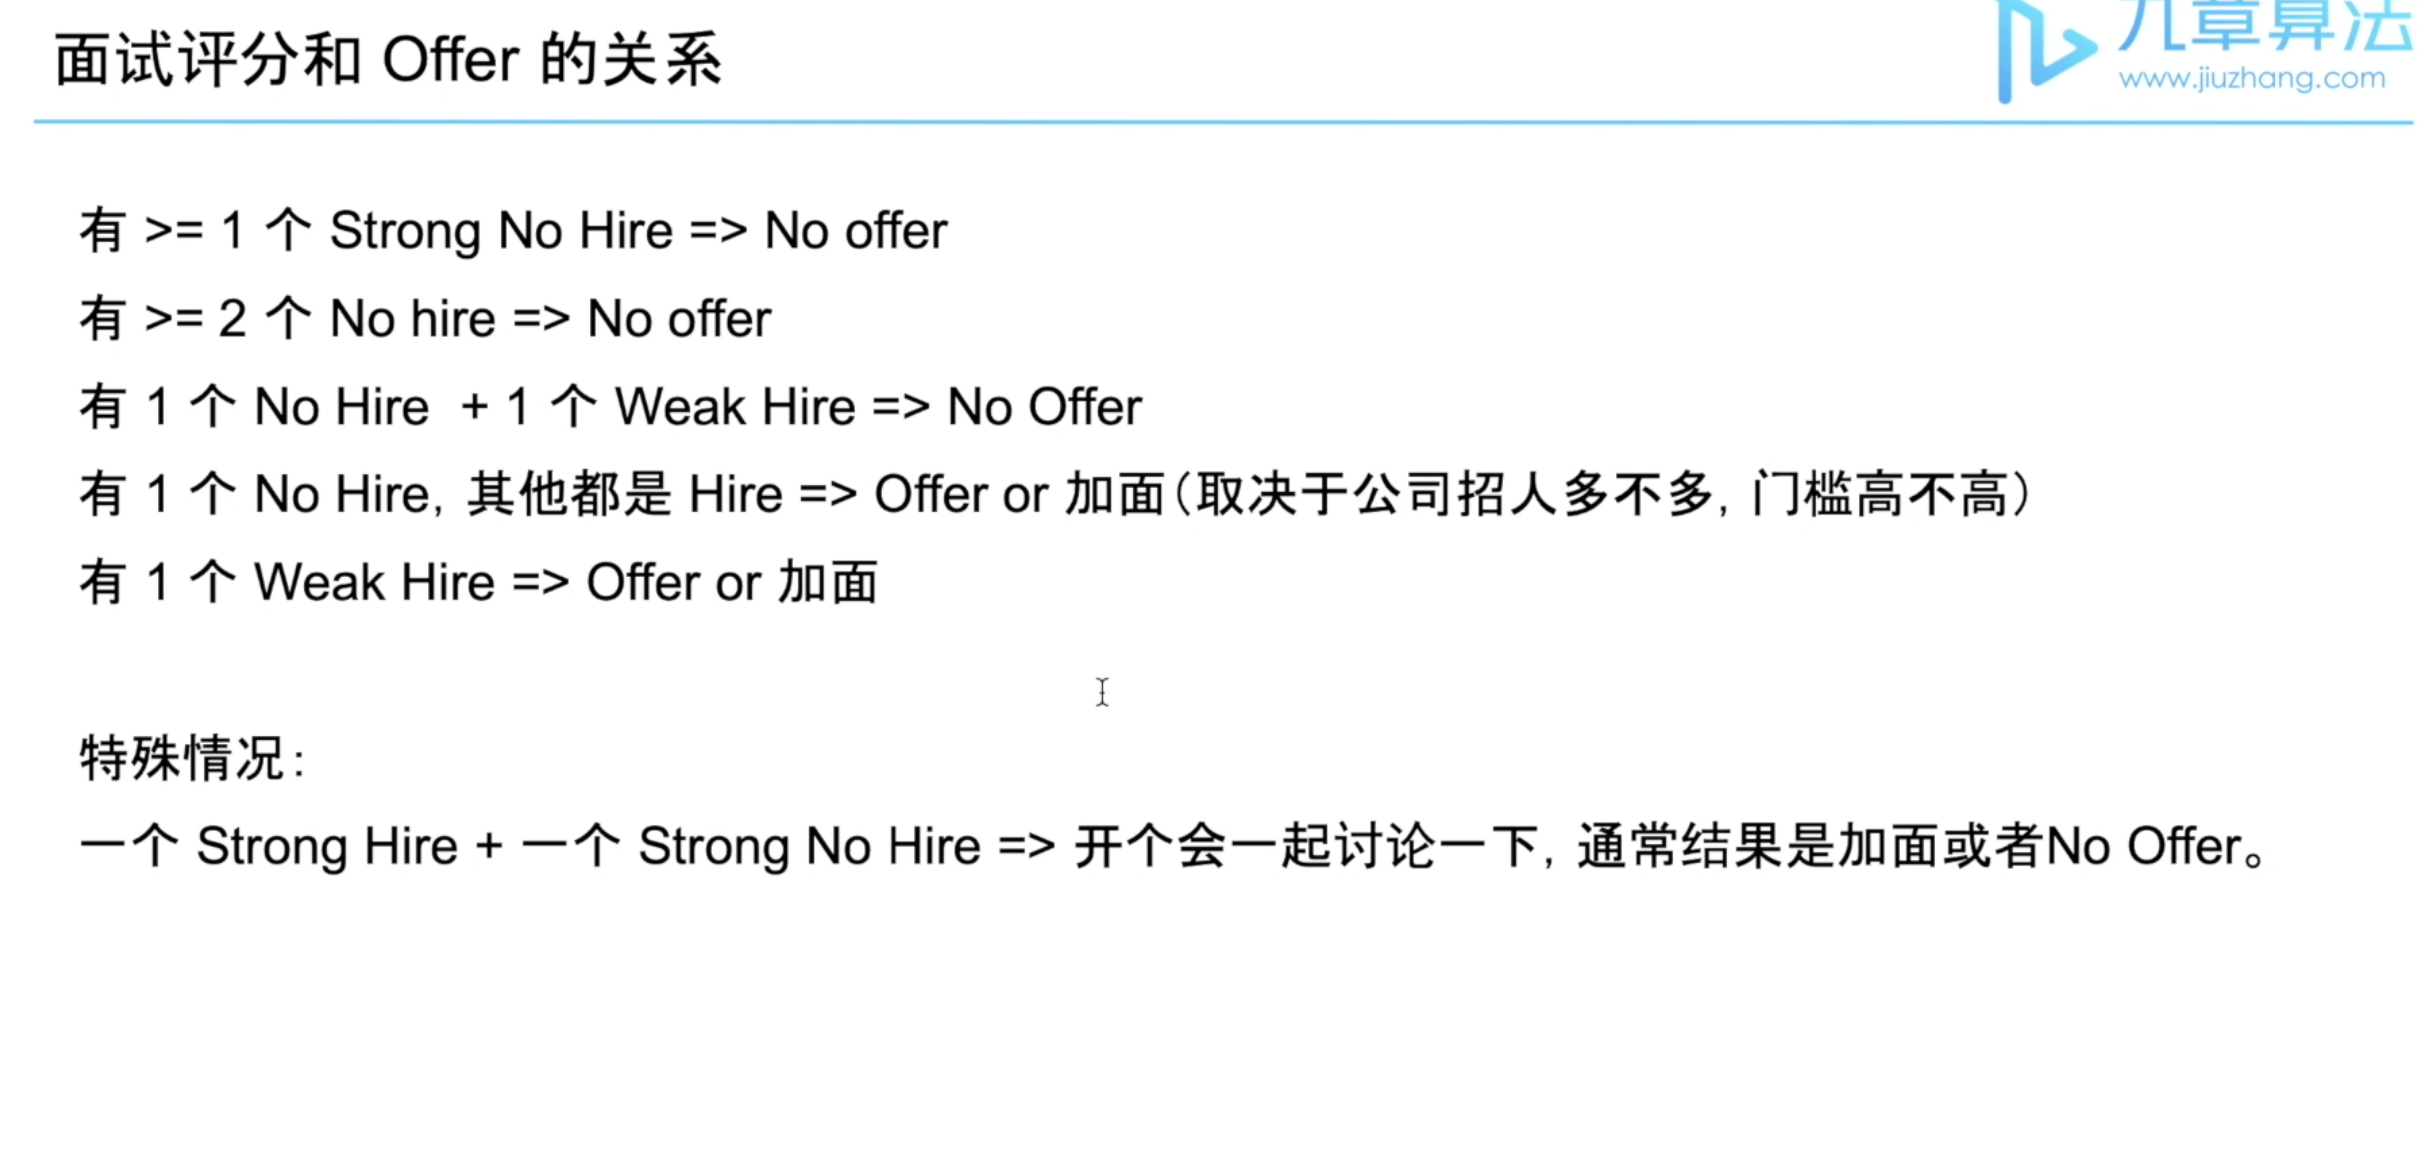 九章算法
面试评分和 Offer 的关系
www.jiuzhang.com
有 >= 1 个 Strong No Hire => No offer
有 >= 2 个 No hire => No offer
有 1 个 No Hire  + 1 个 Weak Hire => No Offer
有 1 个 No Hire, 其他都是 Hire => Offer or 加面(取决于公司招人多不多, 门槛高不高)
有 1 个 Weak Hire => Offer or 加面
特殊情况:
一个 Strong Hire + 一个 Strong No Hire => 开个会一起讨论一下, 通常结果是加面或者No Offer。